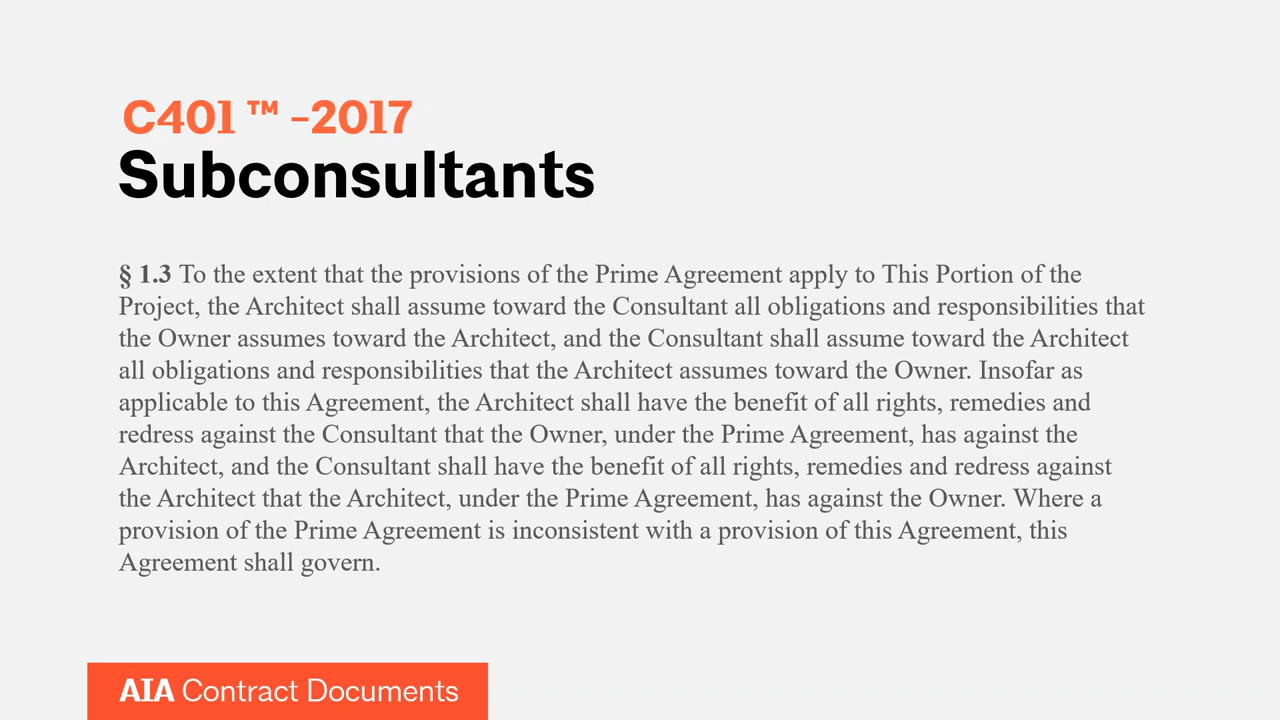 C401 ™ –2017
Subconsultants
§ 1.3 To the extent that the provisions of the Prime Agreement apply to This Portion of the
Project, the Architect shall assume toward the Consultant all obligations and responsibilities that
the Owner assumes toward the Architect, and the Consultant shall assume toward the Architect
all obligations and responsibilities that the Architect assumes toward the Owner. Insofar as
applicable to this Agreement, the Architect shall have the benefit of all rights, remedies and
redress against the Consultant that the Owner, under the Prime Agreement, has against the
Architect, and the Consultant shall have the benefit of all rights, remedies and redress against
the Architect that the Architect, under the Prime Agreement, has against the Owner. Where a
provision of the Prime Agreement is inconsistent with a provision of this Agreement, this
Agreement shall govern.
AIA Contract Documents